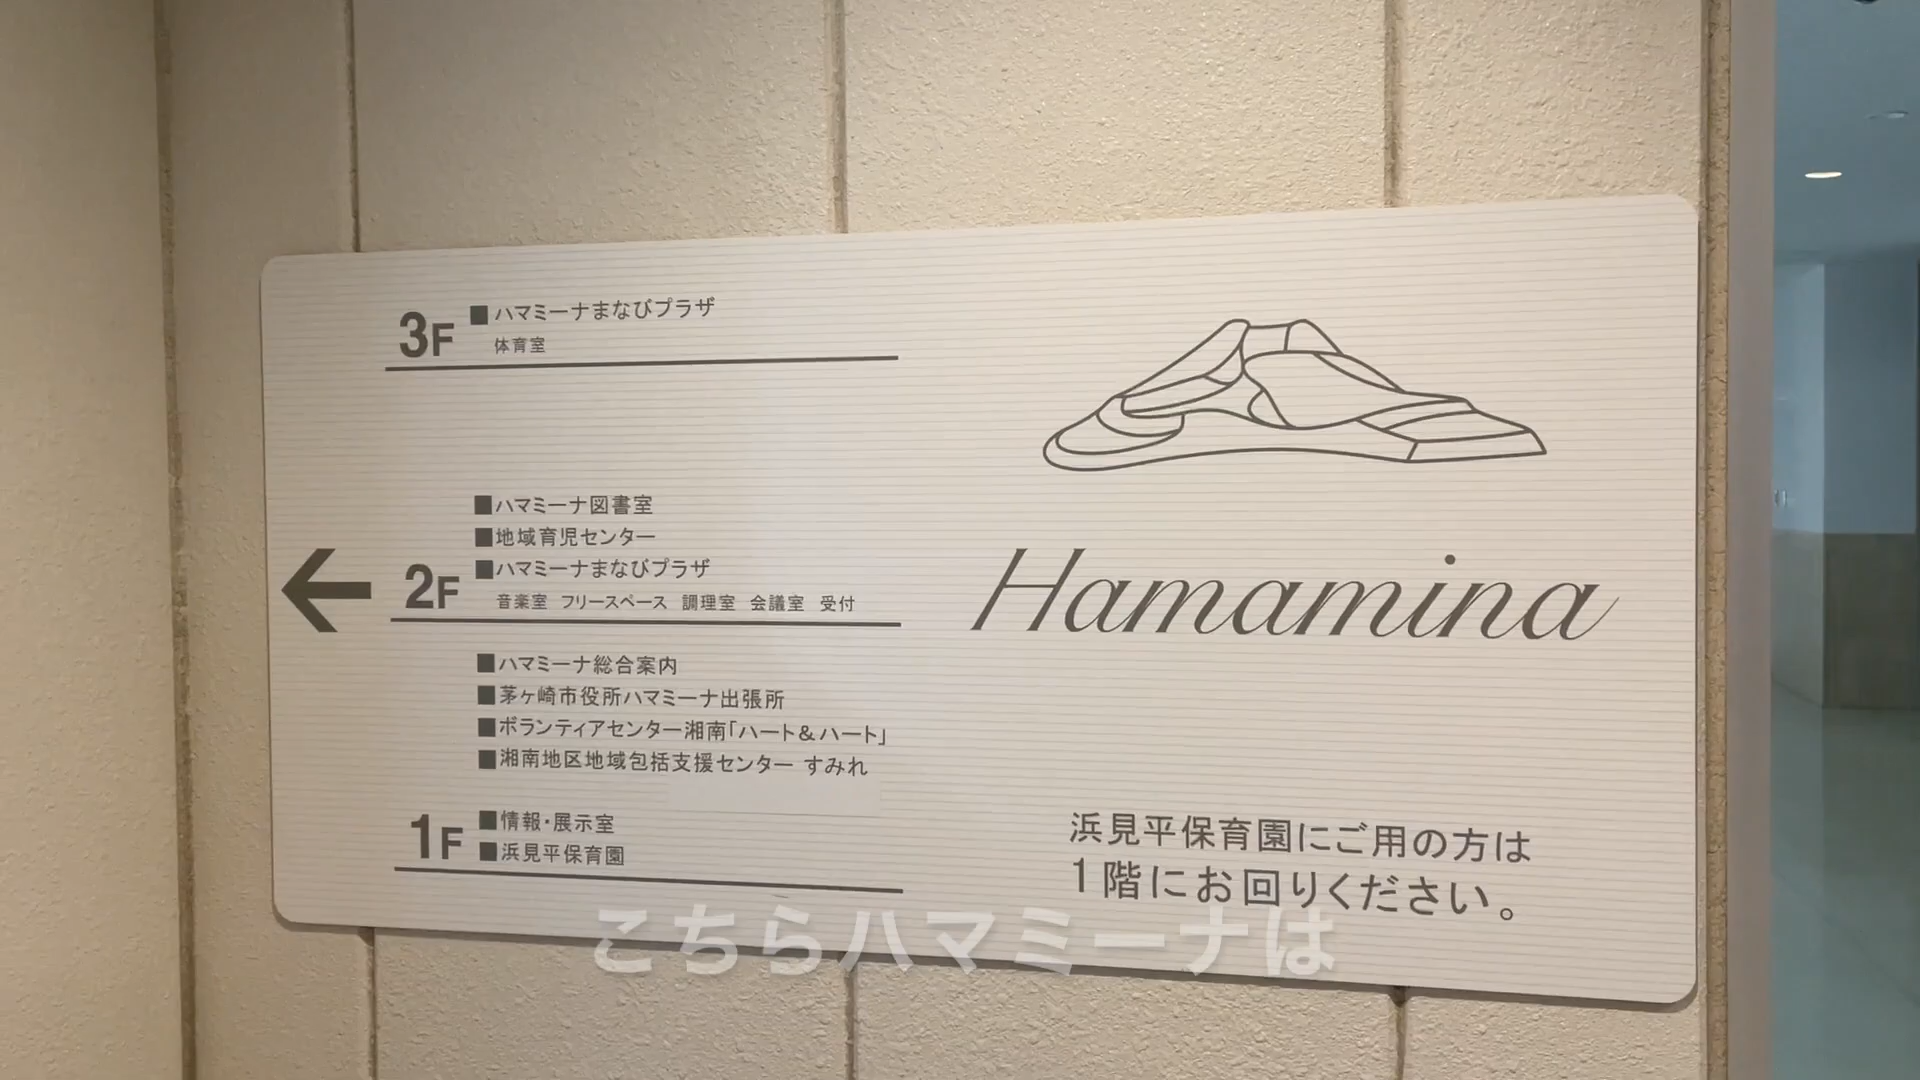 3F ■ハマミーナまなびプラザ
体育室
■ハマミーナ図書室
■地域育児センター
2F ■ハマミーナまなびプラザ
音楽室 フリースペース 調理室 会議室 受付
■ハマミーナ総合案内
■茅ヶ崎市役所ハマミーナ出張所
■ボランティアセンター湘南「ハート&ハート」
■湘南地区地域包括支援センター すみれ
1F ■情報・展示室
■浜見平保育園
Hamamina
浜見平保育園にご用の方は
1階にお回りください。
こちらハマミーナは